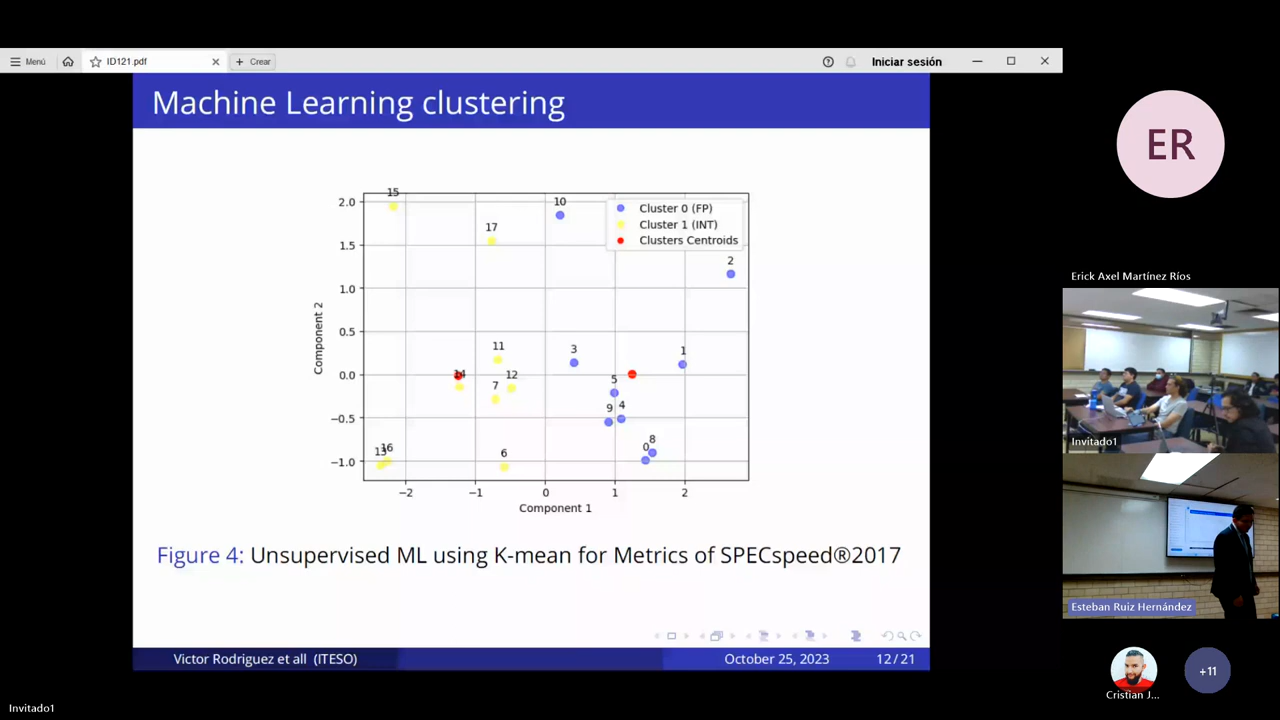 Menú
ID121.pdf
Crear
Iniciar sesión
Machine Learning clustering
2.0
1.5
1.0
0.5
0.0
−0.5
−1.0
−2
−1
0
1
2
Component 2
Component 1
Cluster 0 (FP)
Cluster 1 (INT)
Clusters Centroids
15
17
10
2
11
3
1
14
12
7
5
9
4
13
16
6
0
8
Figure 4: Unsupervised ML using K-mean for Metrics of SPECspeed®2017
Victor Rodriguez et all (ITESO)
October 25, 2023
12 / 21
ER
Erick Axel Martínez Ríos
Invitado1
Esteban Ruiz Hernández
Cristian J...
+11
Invitado1